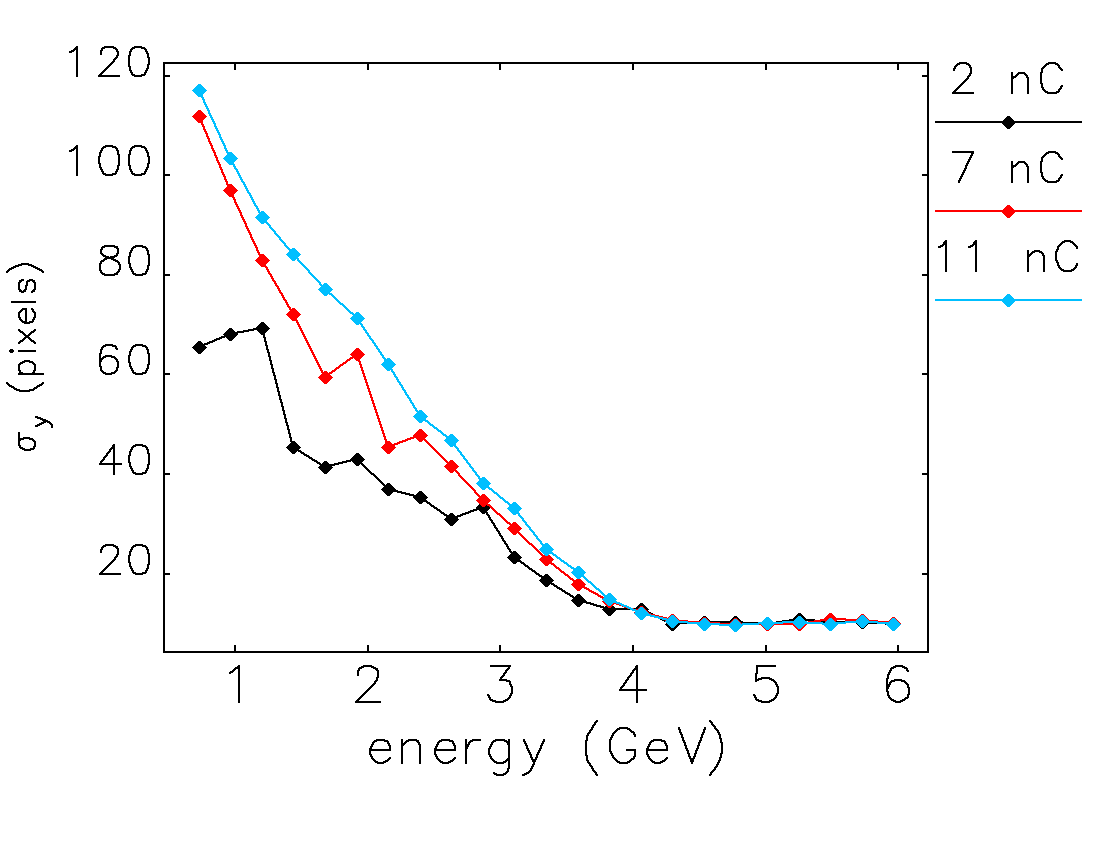 120
100
80
60
40
20
σy (pixels)
1 2 3 4 5 6
energy (GeV)
2 nC
7 nC
11 nC